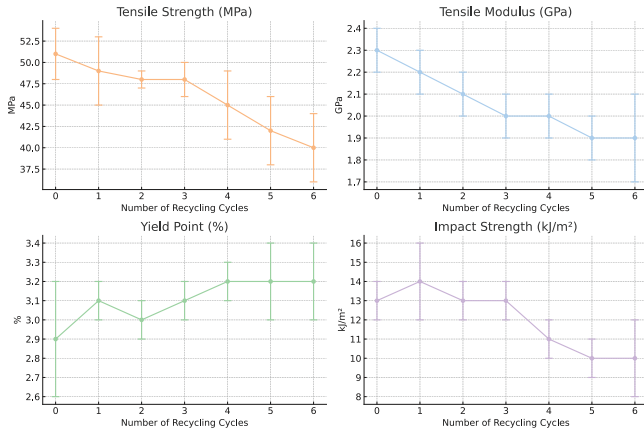 Tensile Strength (MPa)
MPa
52.5
50.0
47.5
45.0
42.5
40.0
37.5
0 1 2 3 4 5 6
Number of Recycling Cycles
Tensile Modulus (GPa)
GPa
2.4
2.3
2.2
2.1
2.0
1.9
1.8
1.7
0 1 2 3 4 5 6
Number of Recycling Cycles
Yield Point (%)
%
3.4
3.3
3.2
3.1
3.0
2.9
2.8
2.7
2.6
0 1 2 3 4 5 6
Number of Recycling Cycles
Impact Strength (kJ/m²)
kJ/m²
16
15
14
13
12
11
10
9
8
0 1 2 3 4 5 6
Number of Recycling Cycles